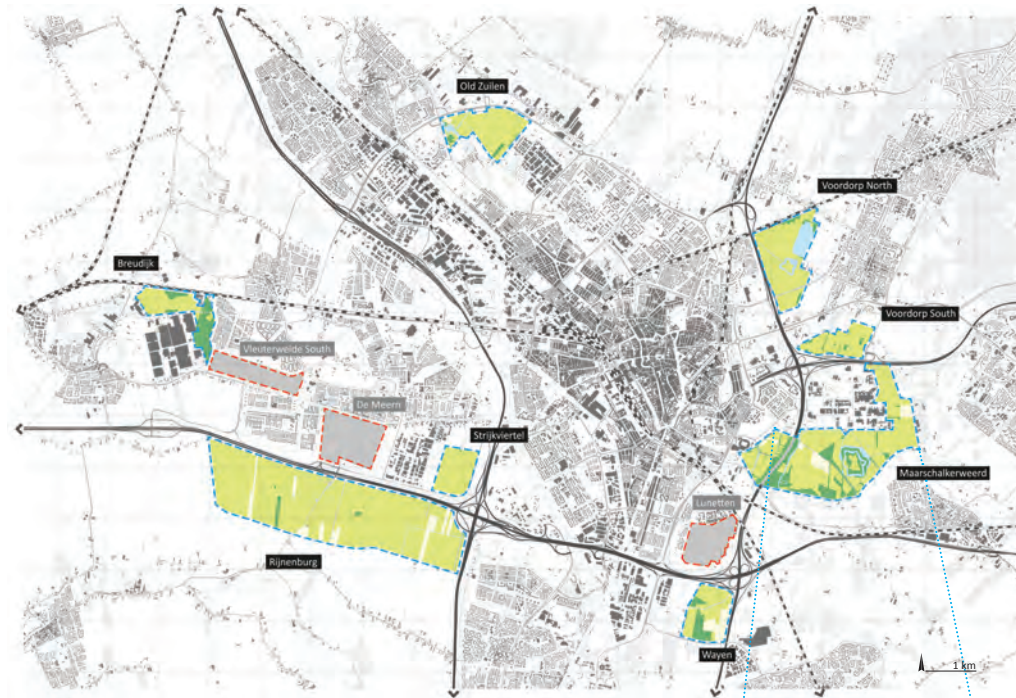 Old Zuilen
Voordorp North
Breudijk
Voordorp South
Vleuterweide South
De Meern
Strijkviertel
Maarschalkerweerd
Lunetten
Rijnenburg
Wayen
1 km